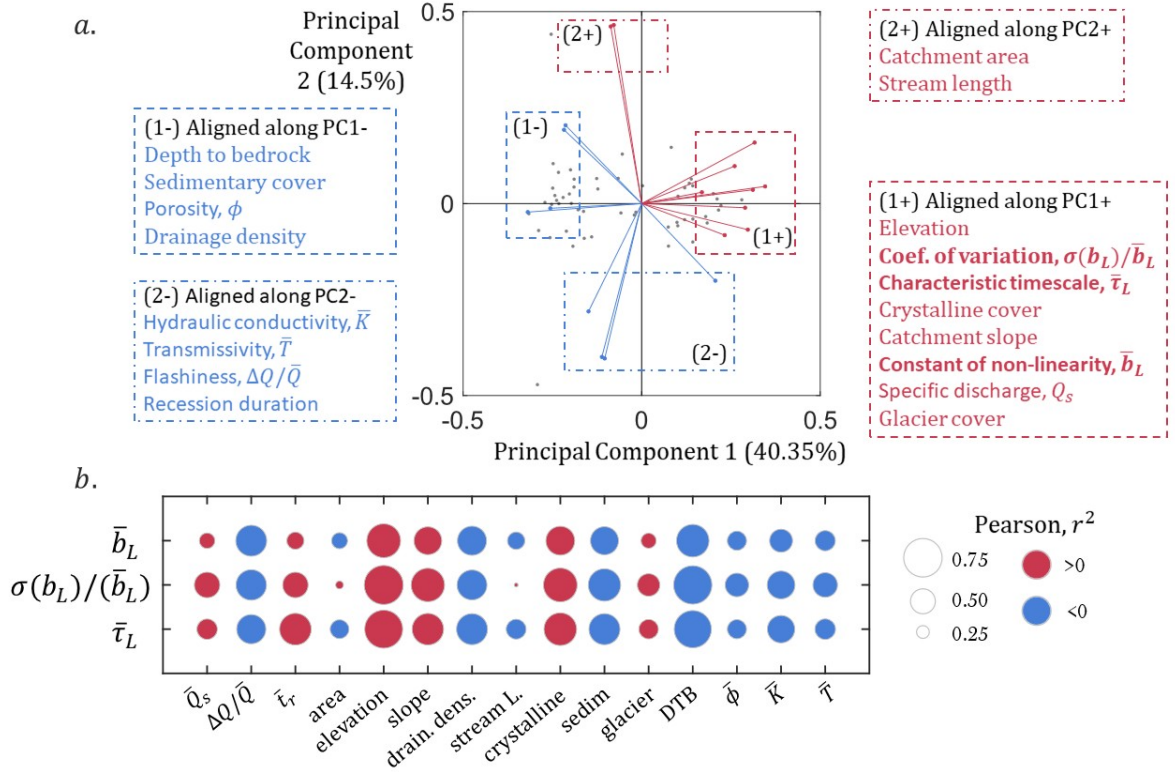 a.
Principal
Component
2 (14.5%)
0.5
0
-0.5
-0.5
0
0.5
Principal Component 1 (40.35%)
(2+)
(1-)
(1+)
(2-)
(1-) Aligned along PC1-
Depth to bedrock
Sedimentary cover
Porosity, ϕ
Drainage density
(2-) Aligned along PC2-
Hydraulic conductivity, K̅
Transmissivity, T̅
Flashiness, ΔQ/Q̅
Recession duration
(2+) Aligned along PC2+
Catchment area
Stream length
(1+) Aligned along PC1+
Elevation
Coef. of variation, σ(b_L)/b̅_L
Characteristic timescale, τ̅_L
Crystalline cover
Catchment slope
Constant of non-linearity, b̅_L
Specific discharge, Q_s
Glacier cover
b.
b̅_L
σ(b_L)/(b̅_L)
τ̅_L
Q̅_s
ΔQ/Q̅
t̅_r
area
elevation
slope
drain. dens.
stream L.
crystalline
sedim
glacier
DTB
ϕ̅
K̅
T̅
Pearson, r²
0.75
0.50
0.25
>0
<0